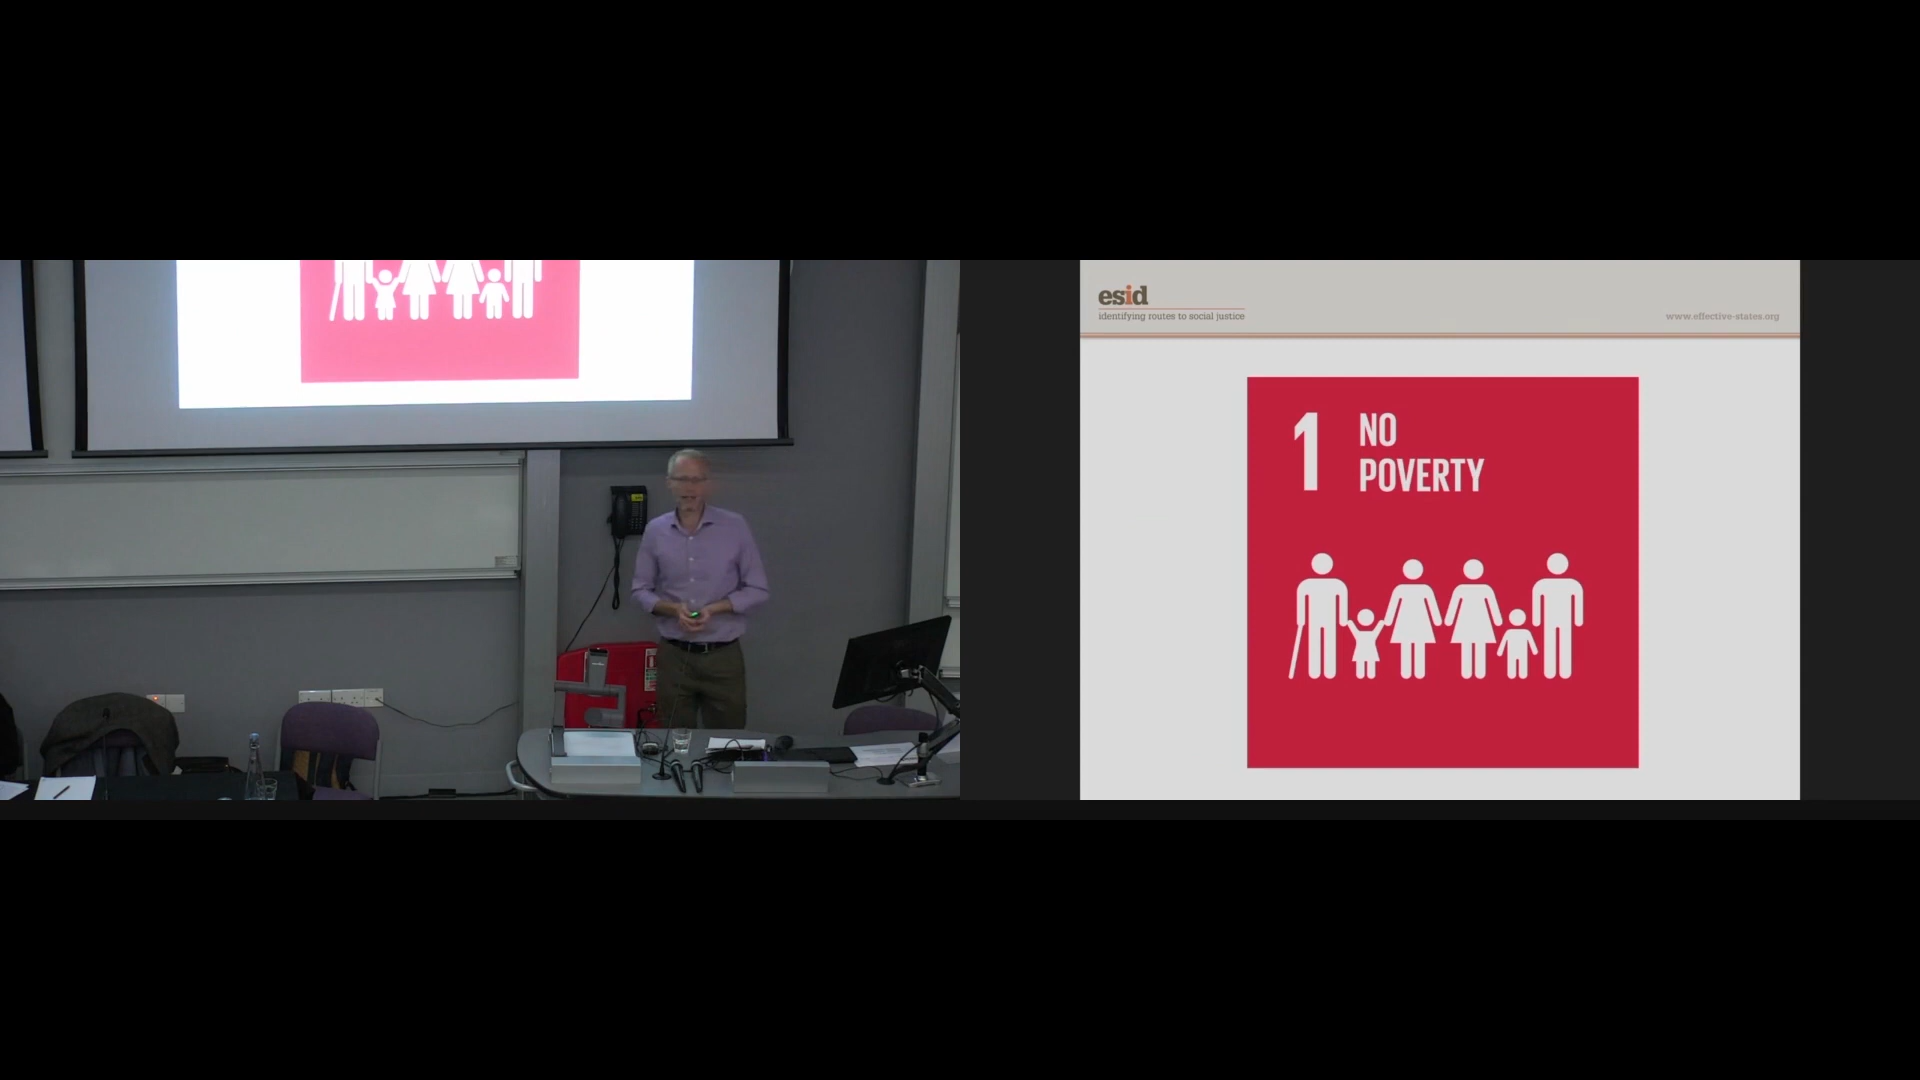 esid
identifying routes to social justice
www.effective-states.org
1 NO
POVERTY